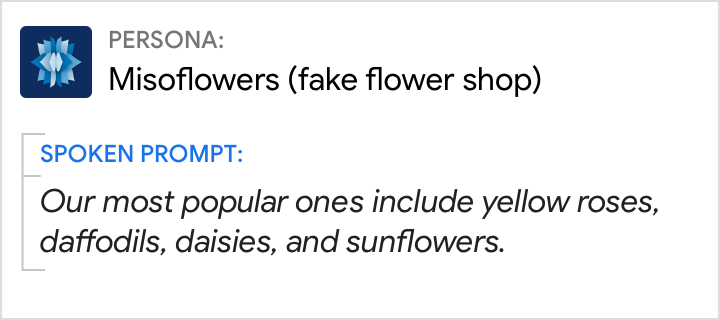 PERSONA:
Misoflowers (fake flower shop)
SPOKEN PROMPT:
Our most popular ones include yellow roses,
daffodils, daisies, and sunflowers.